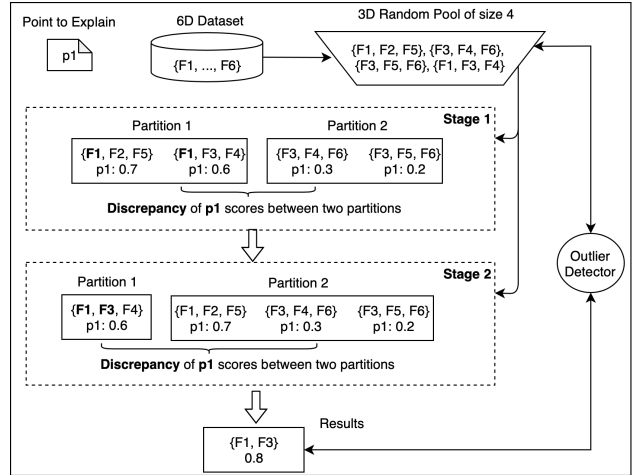 Point to Explain
p1
6D Dataset
{F1, ..., F6}
3D Random Pool of size 4
{F1, F2, F5}, {F3, F4, F6},
{F3, F5, F6}, {F1, F3, F4}
Stage 1
Partition 1
Partition 2
{F1, F2, F5} {F1, F3, F4} {F3, F4, F6} {F3, F5, F6}
p1: 0.7 p1: 0.6 p1: 0.3 p1: 0.2
Discrepancy of p1 scores between two partitions
Outlier
Detector
Stage 2
Partition 1
Partition 2
{F1, F3, F4} {F1, F2, F5} {F3, F4, F6} {F3, F5, F6}
p1: 0.6 p1: 0.7 p1: 0.3 p1: 0.2
Discrepancy of p1 scores between two partitions
Results
{F1, F3}
0.8